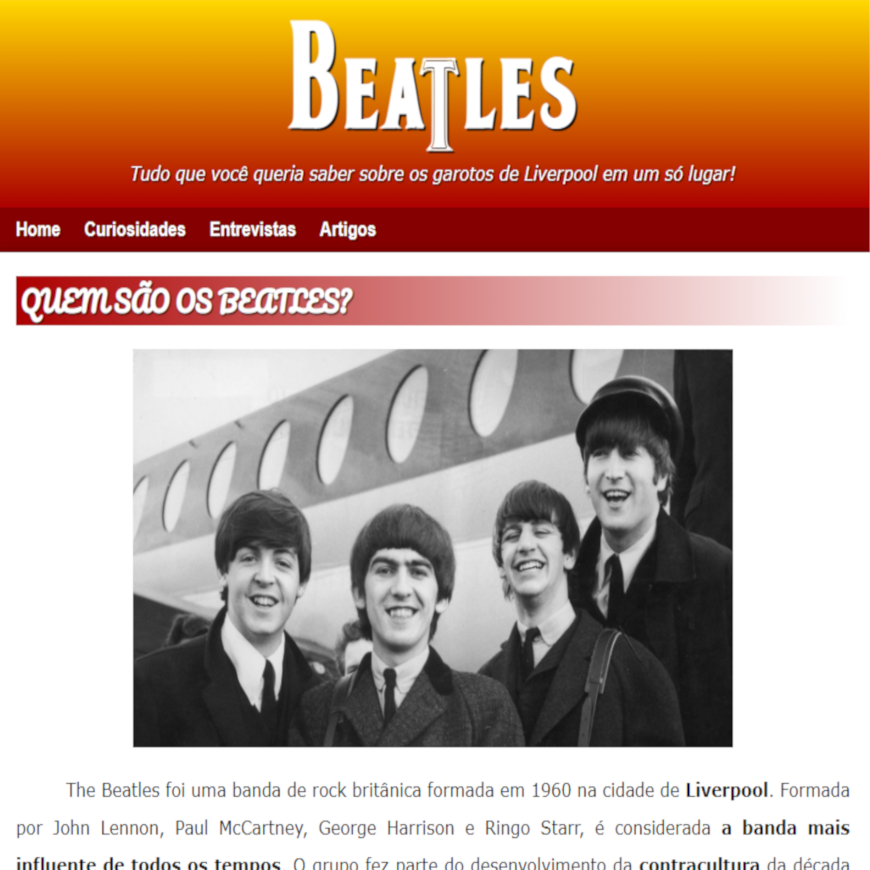 BEATLES
Tudo que você queria saber sobre os garotos de Liverpool em um só lugar!
Home Curiosidades Entrevistas Artigos
QUEM SÃO OS BEATLES?
The Beatles foi uma banda de rock britânica formada em 1960 na cidade de Liverpool. Formada
por John Lennon, Paul McCartney, George Harrison e Ringo Starr, é considerada a banda mais
influente de todos os tempos. O grupo fez parte do desenvolvimento da contracultura da década